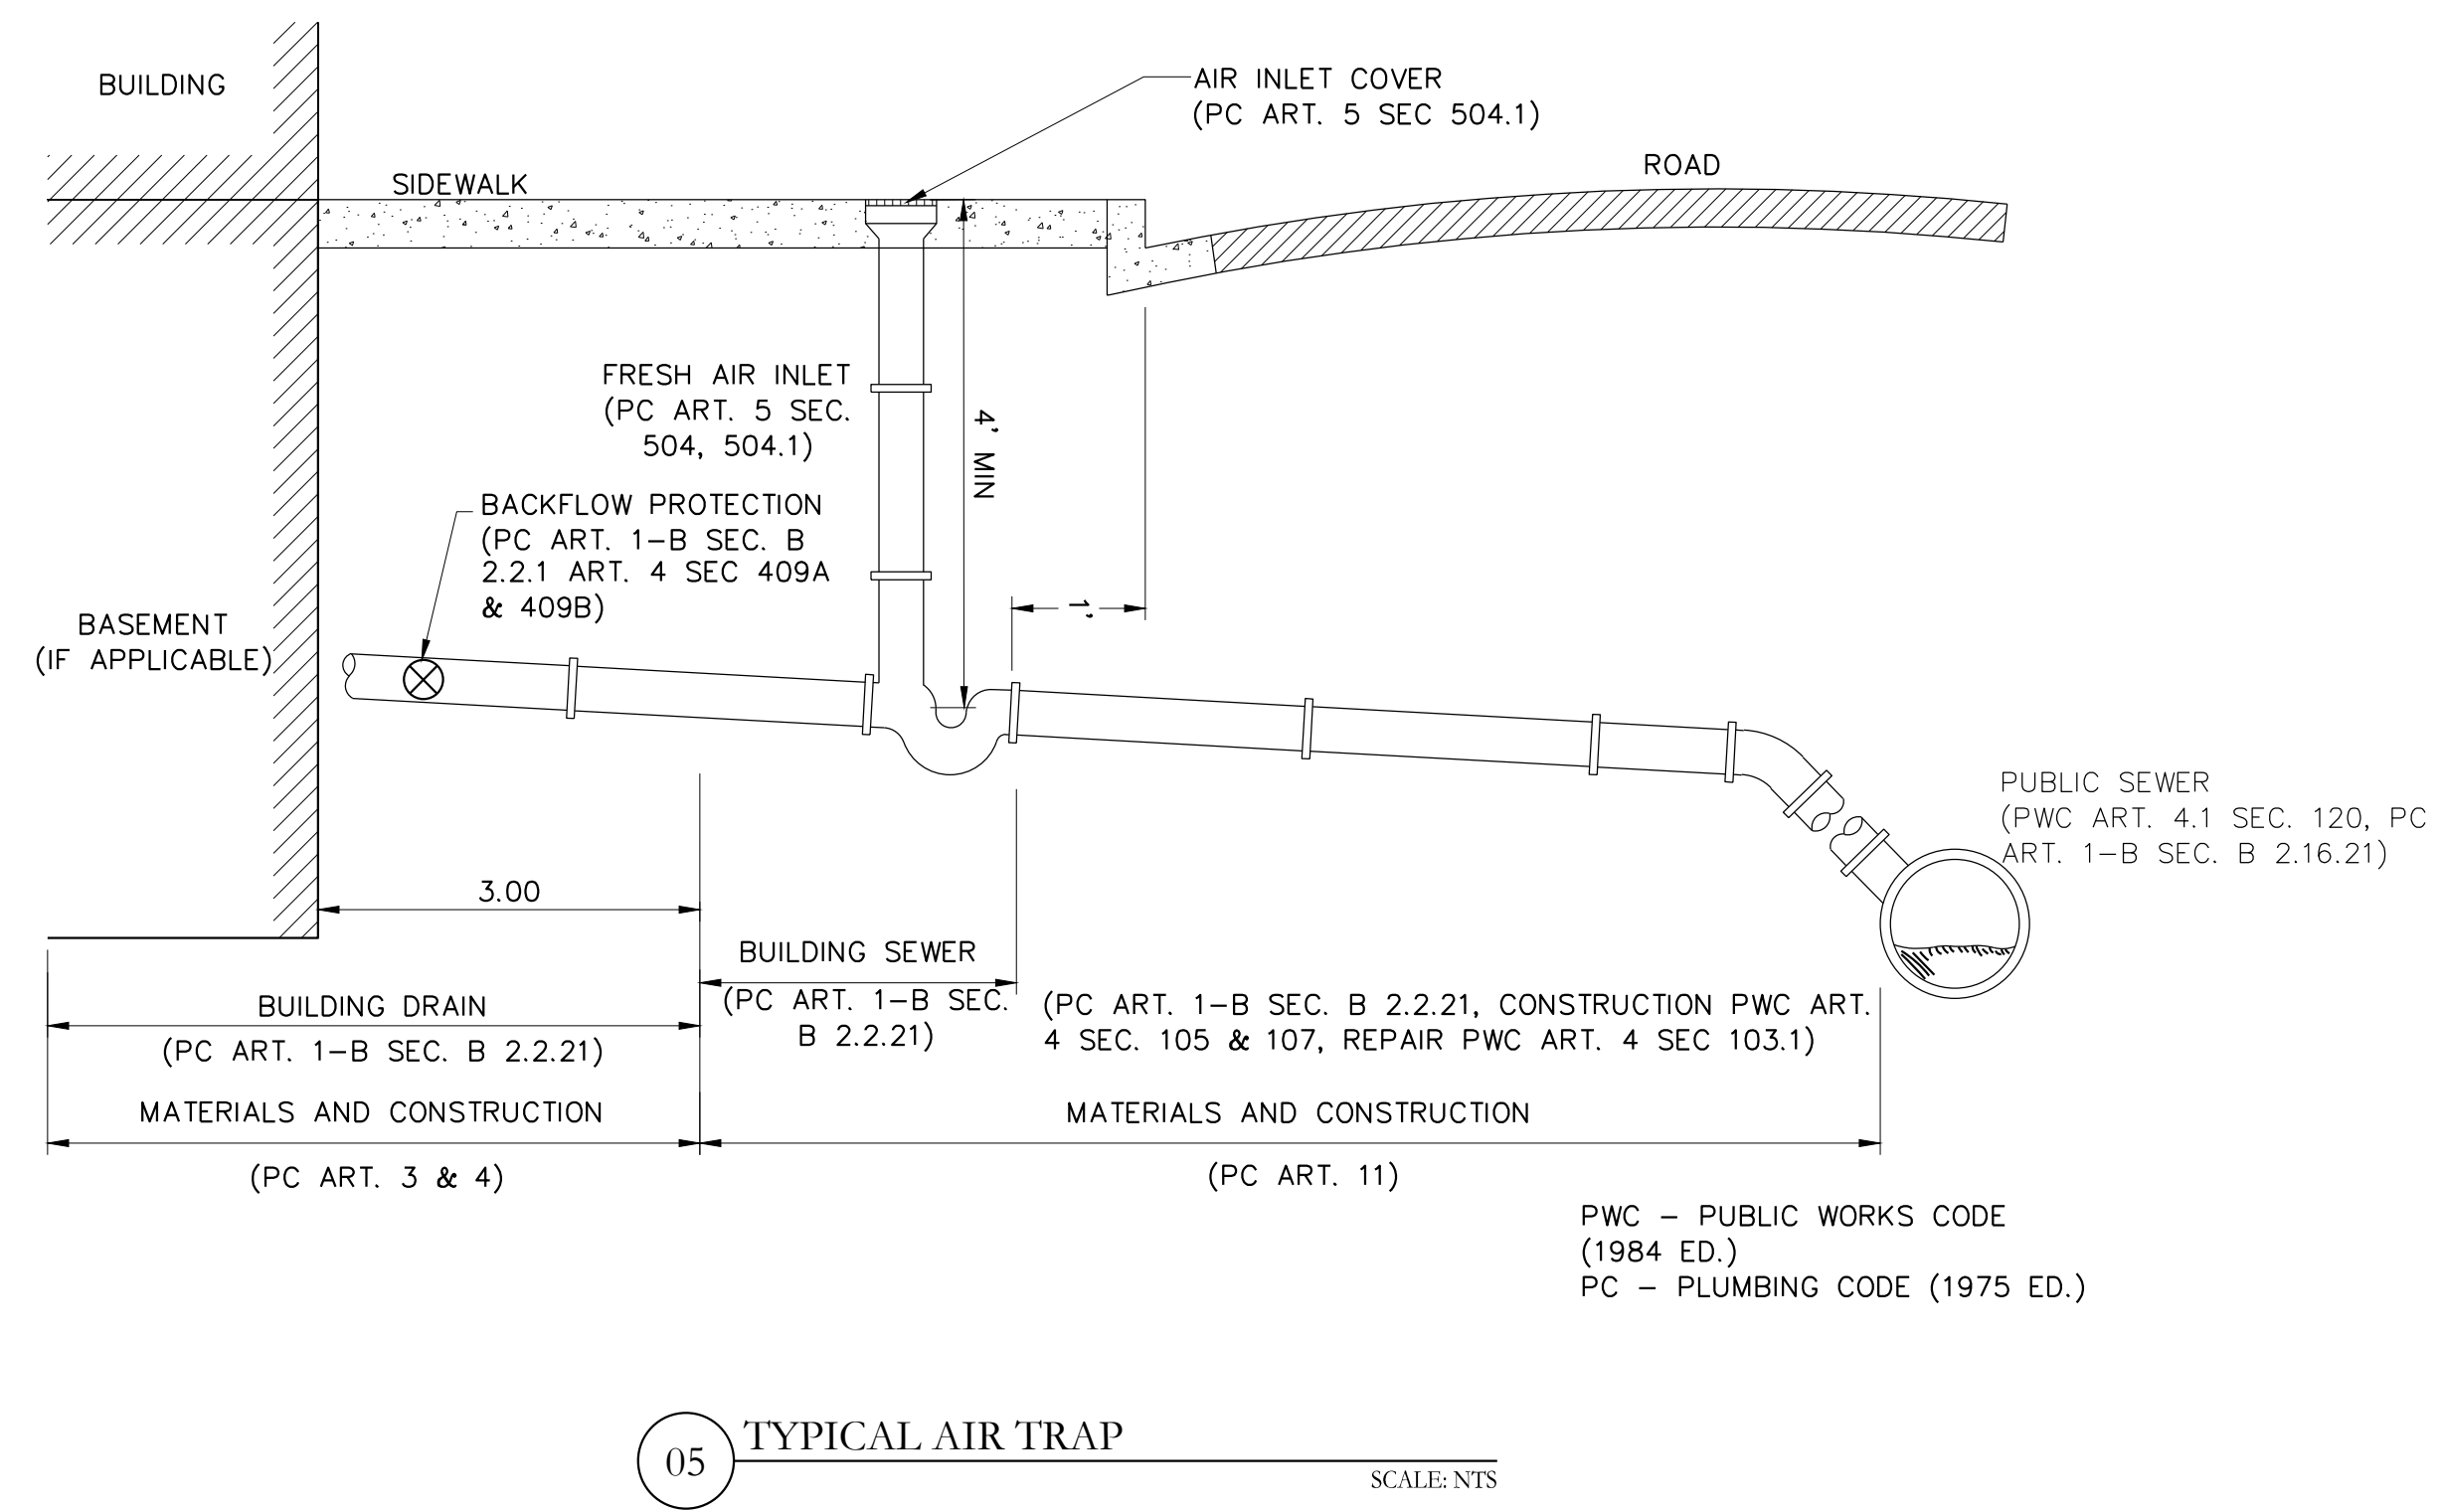 BUILDING
AIR INLET COVER
(PC ART. 5 SEC 504.1)
ROAD
SIDEWALK
FRESH AIR INLET
(PC ART. 5 SEC.
504, 504.1)
4' MIN
BACKFLOW PROTECTION
(PC ART. 1-B SEC. B
2.2.1 ART. 4 SEC 409A
& 409B)
1'
BASEMENT
(IF APPLICABLE)
PUBLIC SEWER
(PWC ART. 4.1 SEC. 120, PC
ART. 1-B SEC. B 2.16.21)
3.00
BUILDING SEWER
(PC ART. 1-B SEC.
B 2.2.21)
BUILDING DRAIN
(PC ART. 1-B SEC. B 2.2.21)
(PC ART. 1-B SEC. B 2.2.21, CONSTRUCTION PWC ART.
4 SEC. 105 & 107, REPAIR PWC ART. 4 SEC 103.1)
MATERIALS AND CONSTRUCTION
(PC ART. 3 & 4)
MATERIALS AND CONSTRUCTION
(PC ART. 11)
PWC - PUBLIC WORKS CODE
(1984 ED.)
PC - PLUMBING CODE (1975 ED.)
05
TYPICAL AIR TRAP
SCALE: NTS